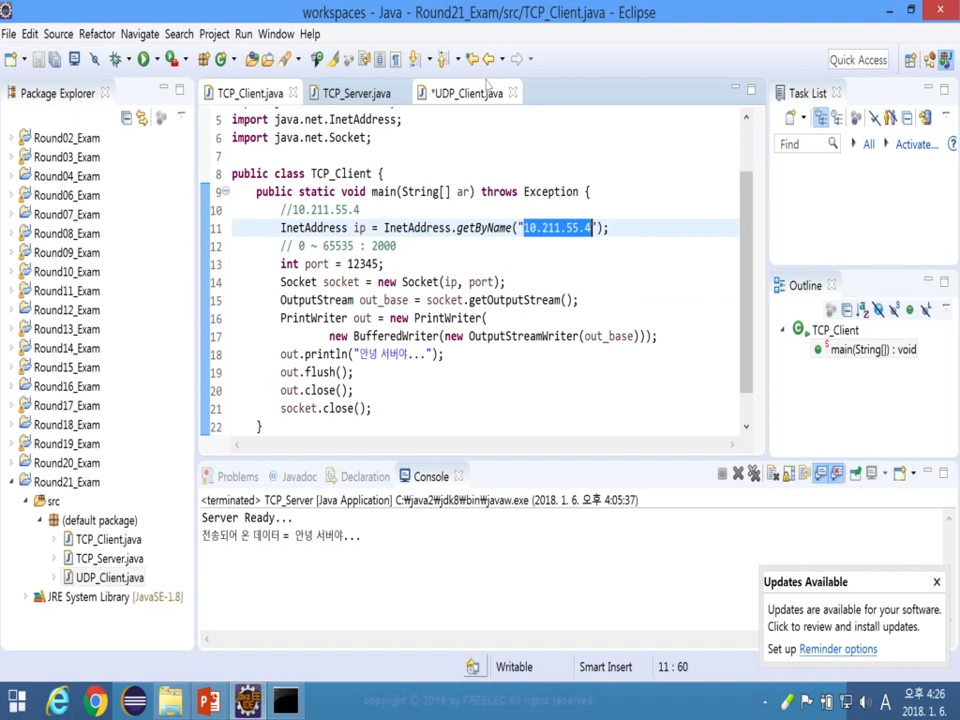 workspaces - Java - Round21_Exam/src/TCP_Client.java - Eclipse
File Edit Source Refactor Navigate Search Project Run Window Help
Quick Access
Package Explorer
Round02_Exam
Round03_Exam
Round04_Exam
Round06_Exam
Round07_Exam
Round08_Exam
Round09_Exam
Round10_Exam
Round11_Exam
Round12_Exam
Round13_Exam
Round14_Exam
Round15_Exam
Round16_Exam
Round17_Exam
Round18_Exam
Round19_Exam
Round20_Exam
Round21_Exam
src
(default package)
TCP_Client.java
TCP_Server.java
UDP_Client.java
JRE System Library [JavaSE-1.8]
TCP_Client.java TCP_Server.java *UDP_Client.java
5 import java.net.InetAddress;
6 import java.net.Socket;
7
8 public class TCP_Client {
9 public static void main(String[] ar) throws Exception {
10 //10.211.55.4
11 InetAddress ip = InetAddress.getByName("10.211.55.4");
12 // 0 ~ 65535 : 2000
13 int port = 12345;
14 Socket socket = new Socket(ip, port);
15 OutputStream out_base = socket.getOutputStream();
16 PrintWriter out = new PrintWriter(
17 new BufferedWriter(new OutputStreamWriter(out_base)));
18 out.println("안녕 서버야...");
19 out.flush();
20 out.close();
21 socket.close();
22 }
Task List
Find All Activate...
Outline
TCP_Client
main(String[]) : void
Problems @ Javadoc Declaration Console
<terminated> TCP_Server [Java Application] C:₩java2₩jdk8₩bin₩javaw.exe (2018. 1. 6. 오후 4:05:37)
Server Ready...
전송되어 온 데이터 = 안녕 서버야...
Updates Available
Updates are available for your software.
Click to review and install updates.
Set up Reminder options
Writable Smart Insert 11 : 60
copyright © 2018 by FREELEC All rights reserved.
A
오후 4:26
2018. 1. 6.